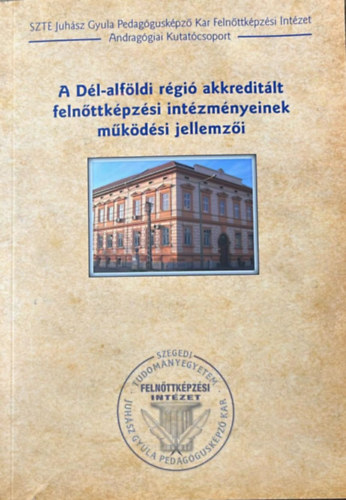 SZTE Juhász Gyula Pedagógusképző Kar Felnőttképzési Intézet
Andragógiai Kutatócsoport
A Dél-alföldi régió akkreditált
felnőttképzési intézményeinek
működési jellemzői
SZEGEDI
TUDOMÁNYEGYETEM
FELNŐTTKÉPZÉSI
INTÉZET
JUHÁSZ GYULA PEDAGÓGUSKÉPZŐ KAR